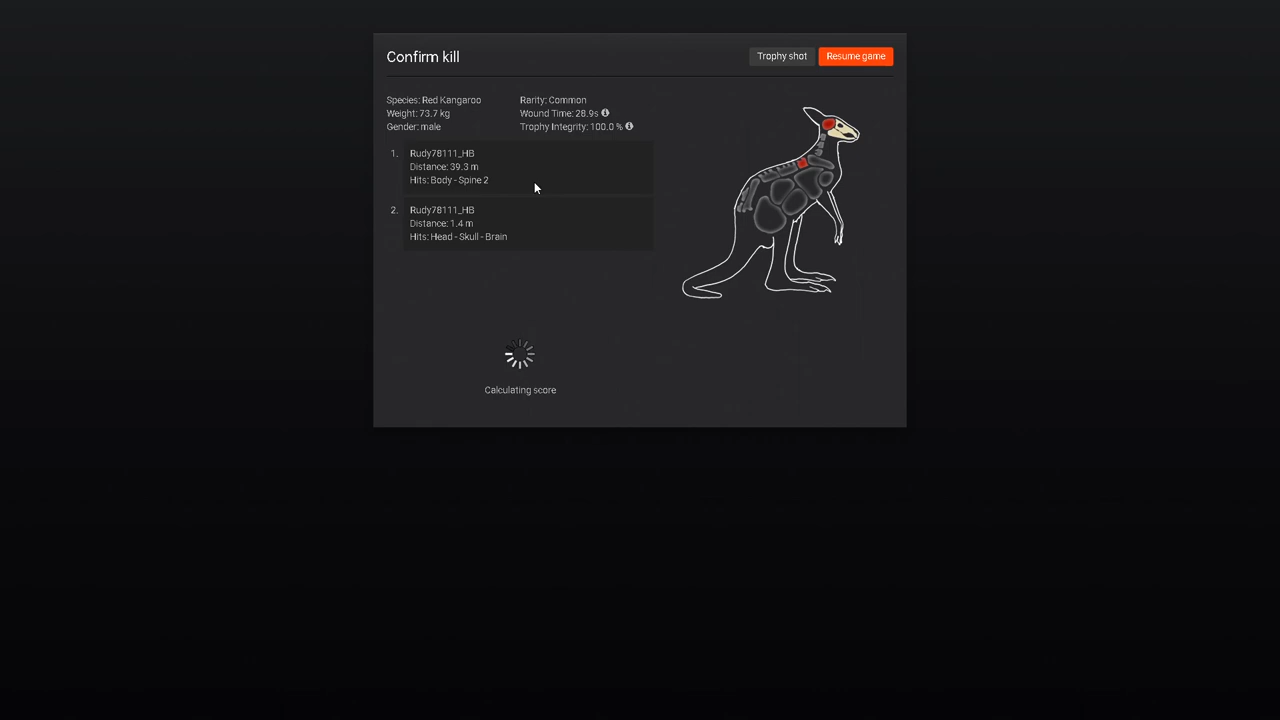 Confirm kill
Trophy shot
Resume game
Species: Red Kangaroo
Rarity: Common
Weight: 73.7 kg
Wound Time: 28.9s
Gender: male
Trophy Integrity: 100.0 %
1.
Rudy78111_HB
Distance: 39.3 m
Hits: Body - Spine 2
2.
Rudy78111_HB
Distance: 1.4 m
Hits: Head - Skull - Brain
Calculating score